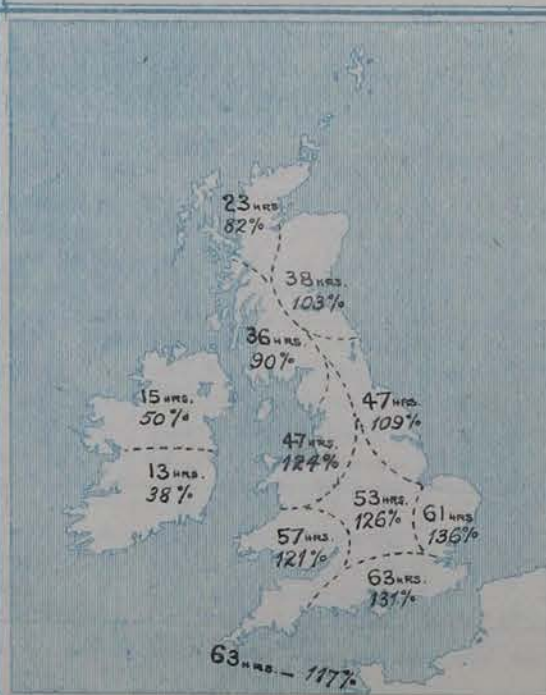 23 HRS.
82%
38 HRS.
103%
36 HRS.
90%
15 HRS.
50%
47 HRS.
109%
47 HRS.
124%
13 HRS.
38%
53 HRS.
126%
61 HRS
136%
57 HRS.
121%
63 HRS.
131%
63 HRS. — 117%